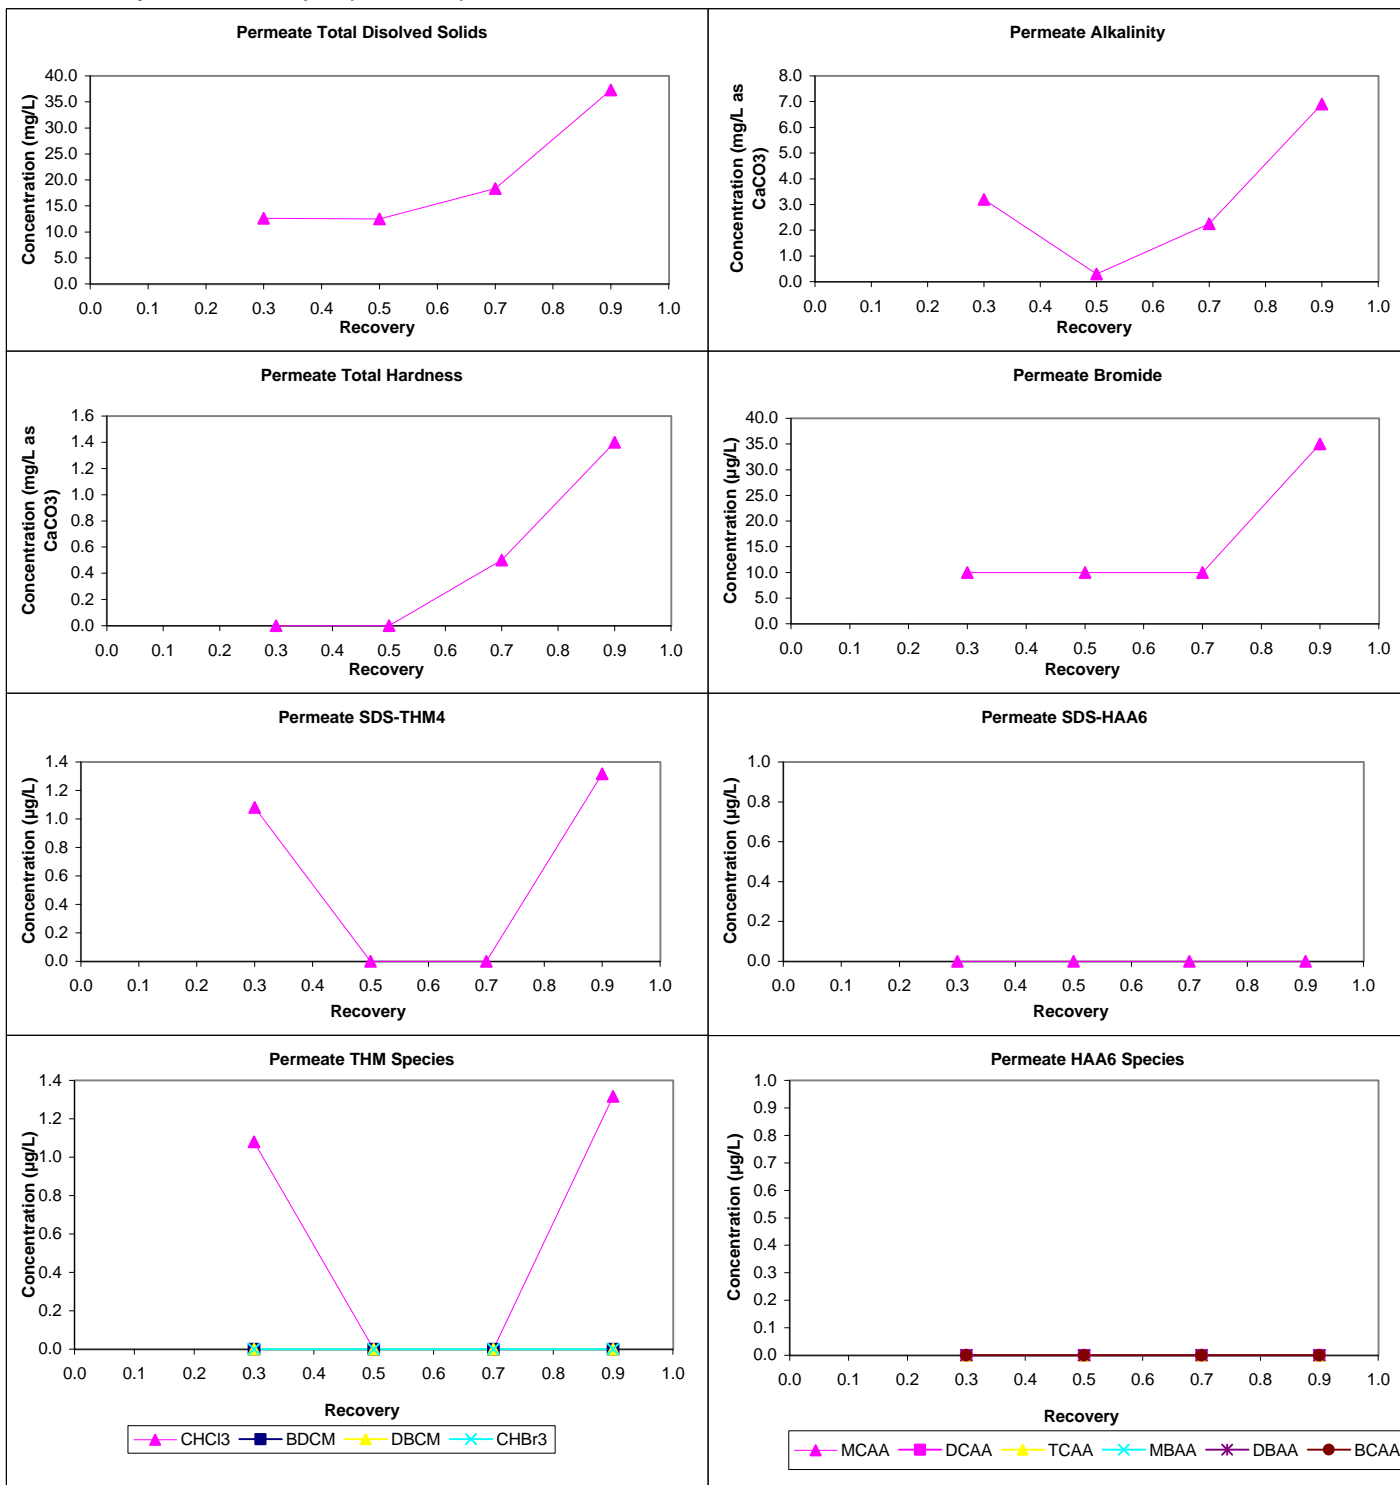 Permeate Total Disolved Solids
Concentration (mg/L)
40.0
35.0
30.0
25.0
20.0
15.0
10.0
5.0
0.0
0.0 0.1 0.2 0.3 0.4 0.5 0.6 0.7 0.8 0.9 1.0
Recovery
Permeate Alkalinity
Concentration (mg/L as
CaCO3)
8.0
7.0
6.0
5.0
4.0
3.0
2.0
1.0
0.0
0.0 0.1 0.2 0.3 0.4 0.5 0.6 0.7 0.8 0.9 1.0
Recovery
Permeate Total Hardness
Concentration (mg/L as
CaCO3)
1.6
1.4
1.2
1.0
0.8
0.6
0.4
0.2
0.0
0.0 0.1 0.2 0.3 0.4 0.5 0.6 0.7 0.8 0.9 1.0
Recovery
Permeate Bromide
Concentration (µg/L)
40.0
35.0
30.0
25.0
20.0
15.0
10.0
5.0
0.0
0.0 0.1 0.2 0.3 0.4 0.5 0.6 0.7 0.8 0.9 1.0
Recovery
Permeate SDS-THM4
Concentration (µg/L)
1.4
1.2
1.0
0.8
0.6
0.4
0.2
0.0
0.0 0.1 0.2 0.3 0.4 0.5 0.6 0.7 0.8 0.9 1.0
Recovery
Permeate SDS-HAA6
Concentration (µg/L)
1.0
0.8
0.6
0.4
0.2
0.0
0.0 0.1 0.2 0.3 0.4 0.5 0.6 0.7 0.8 0.9 1.0
Recovery
Permeate THM Species
Concentration (µg/L)
1.4
1.2
1.0
0.8
0.6
0.4
0.2
0.0
0.0 0.1 0.2 0.3 0.4 0.5 0.6 0.7 0.8 0.9 1.0
Recovery
CHCl3 BDCM DBCM CHBr3
Permeate HAA6 Species
Concentration (µg/L)
1.0
0.9
0.8
0.7
0.6
0.5
0.4
0.3
0.2
0.1
0.0
0.0 0.1 0.2 0.3 0.4 0.5 0.6 0.7 0.8 0.9 1.0
Recovery
MCAA DCAA TCAA MBAA DBAA BCAA